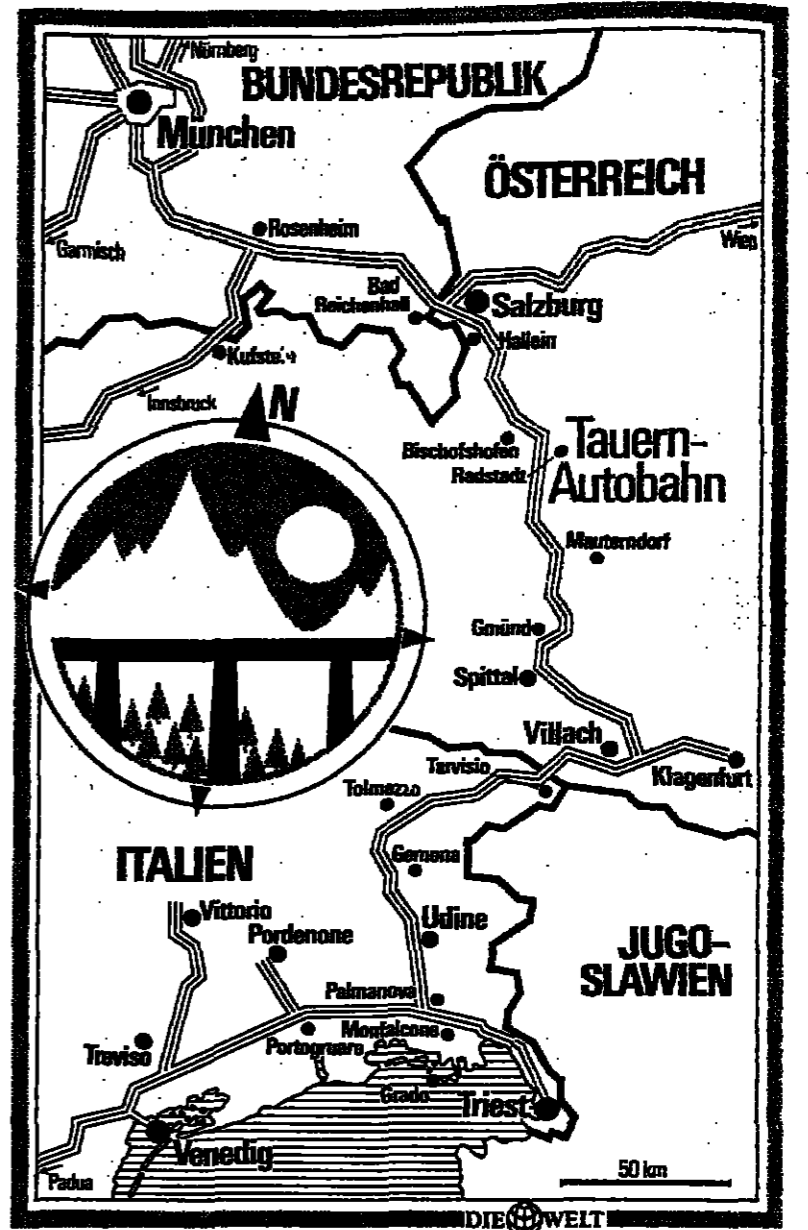 Nürnberg
BUNDESREPUBLIK
München
ÖSTERREICH
Rosenheim
Garmisch
Wien
Bad
Reichenhall
Salzburg
Hallein
Kufstein
Innsbruck
N
Bischofshofen
Radstadt
Tauern-
Autobahn
Mauterndorf
Gmünd
Spittal
Villach
Tarvisio
Klagenfurt
Tolmezzo
ITALIEN
Gemona
Vittorio
Udine
Pordenone
JUGO-
SLAWIEN
Palmanova
Monfalcone
Portogruaro
Treviso
Grado
Triest
Venedig
Padua
50 km
DIE WELT